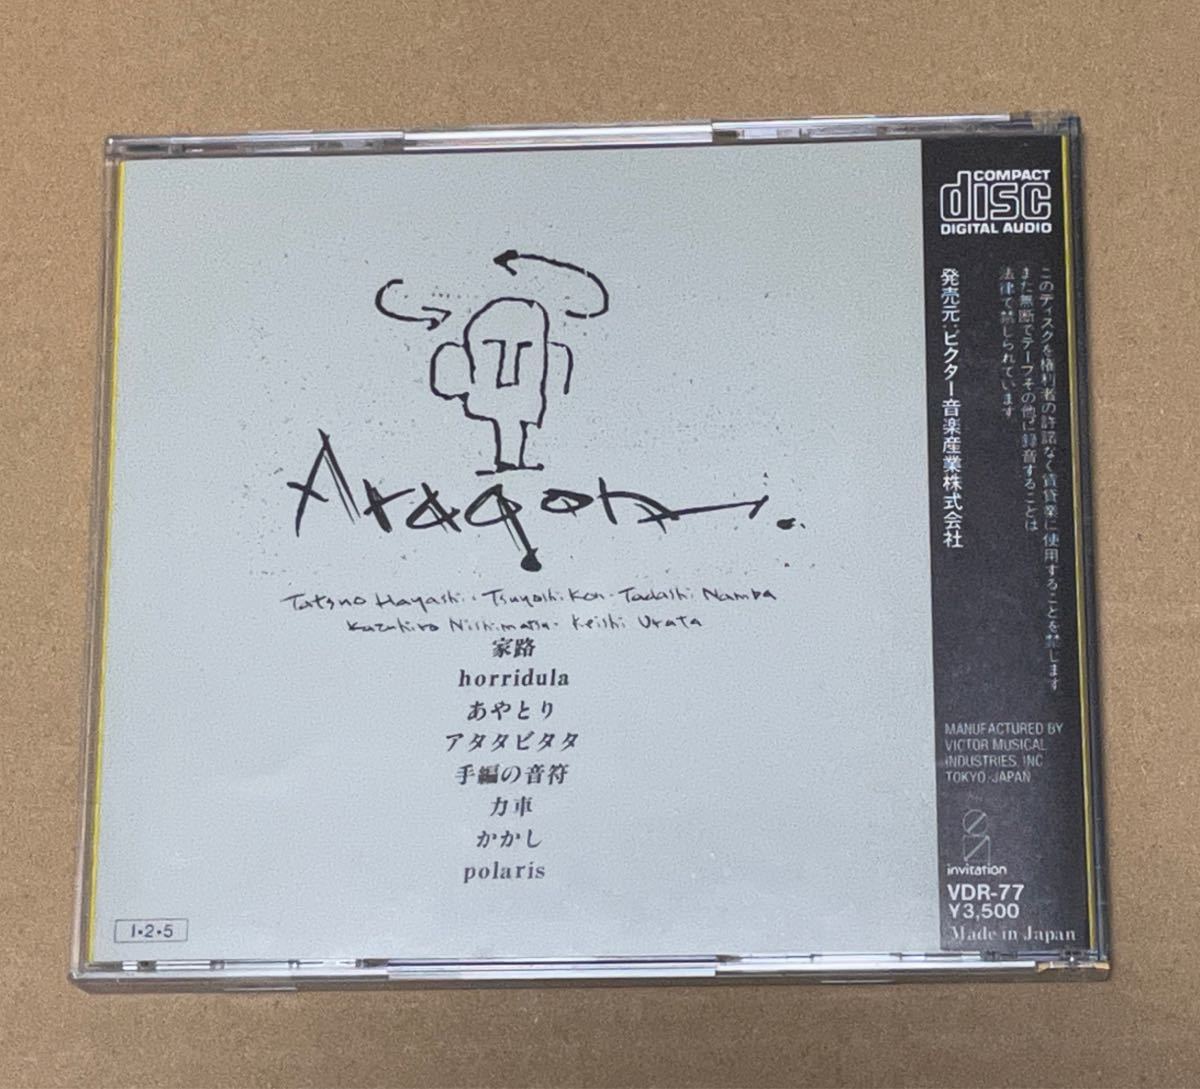 Aragon.
Tatsuo Hayashi・Tsuyoshi Kon・Tadashi Namba
Kazuhiro Nishimatsu・Keishi Urata
家路
horridula
あやとり
アタタビタタ
手編の音符
力車
かかし
polaris
1・2・5
COMPACT
disc
DIGITAL AUDIO
このディスクを権利者の許諾なく賃貸業に使用することを禁じます
また無断でテープその他に録音することは
法律で禁じられています
発売元:ビクター音楽産業株式会社
MANUFACTURED BY
VICTOR MUSICAL
INDUSTRIES, INC.
TOKYO, JAPAN
invitation
VDR-77
¥3,500
Made in Japan